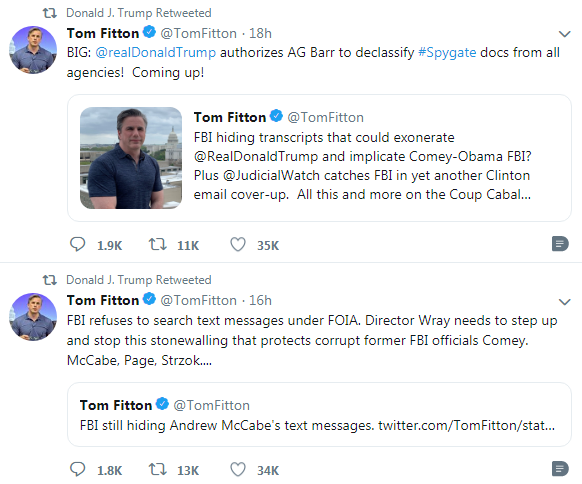 Donald J. Trump Retweeted
Tom Fitton @TomFitton · 18h
BIG: @realDonaldTrump authorizes AG Barr to declassify #Spygate docs from all
agencies!  Coming up!
Tom Fitton @TomFitton
FBI hiding transcripts that could exonerate
@RealDonaldTrump and implicate Comey-Obama FBI?
Plus @JudicialWatch catches FBI in yet another Clinton
email cover-up.  All this and more on the Coup Cabal...
1.9K 11K 35K
Donald J. Trump Retweeted
Tom Fitton @TomFitton · 16h
FBI refuses to search text messages under FOIA. Director Wray needs to step up
and stop this stonewalling that protects corrupt former FBI officials Comey.
McCabe, Page, Strzok....
Tom Fitton @TomFitton
FBI still hiding Andrew McCabe's text messages. twitter.com/TomFitton/stat...
1.8K 13K 34K